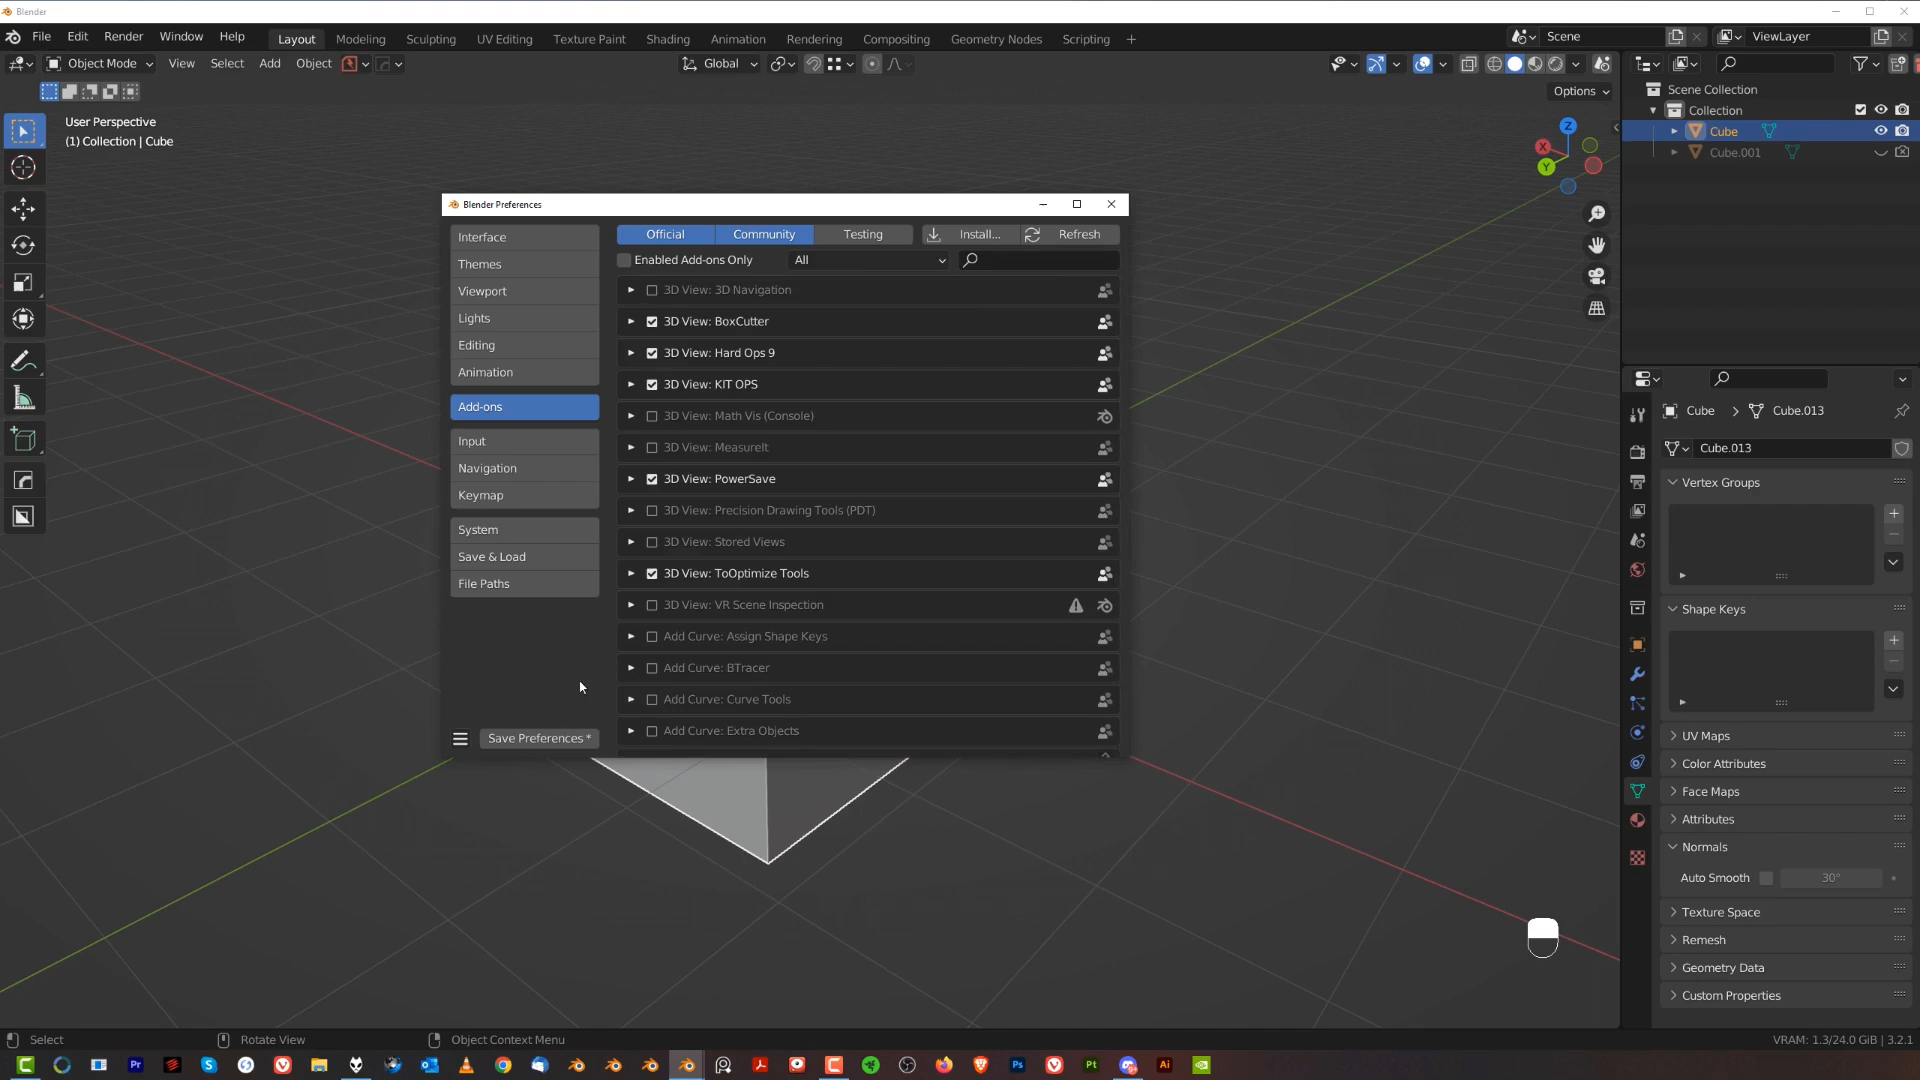 Blender
File Edit Render Window Help Layout Modeling Sculpting UV Editing Texture Paint Shading Animation Rendering Compositing Geometry Nodes Scripting + Scene ViewLayer
Object Mode View Select Add Object Global
Options
User Perspective
(1) Collection | Cube
Z
X
Y
Scene Collection
Collection
Cube
Cube.001
Blender Preferences
Interface
Themes
Viewport
Lights
Editing
Animation
Add-ons
Input
Navigation
Keymap
System
Save & Load
File Paths
Save Preferences *
Official Community Testing Install... Refresh
Enabled Add-ons Only All
3D View: 3D Navigation
3D View: BoxCutter
3D View: Hard Ops 9
3D View: KIT OPS
3D View: Math Vis (Console)
3D View: MeasureIt
3D View: PowerSave
3D View: Precision Drawing Tools (PDT)
3D View: Stored Views
3D View: ToOptimize Tools
3D View: VR Scene Inspection
Add Curve: Assign Shape Keys
Add Curve: BTracer
Add Curve: Curve Tools
Add Curve: Extra Objects
Cube Cube.013
Cube.013
Vertex Groups
Shape Keys
UV Maps
Color Attributes
Face Maps
Attributes
Normals
Auto Smooth 30°
Texture Space
Remesh
Geometry Data
Custom Properties
Select Rotate View Object Context Menu VRAM: 1.3/24.0 GiB | 3.2.1
Pr S Ps Pt Ai